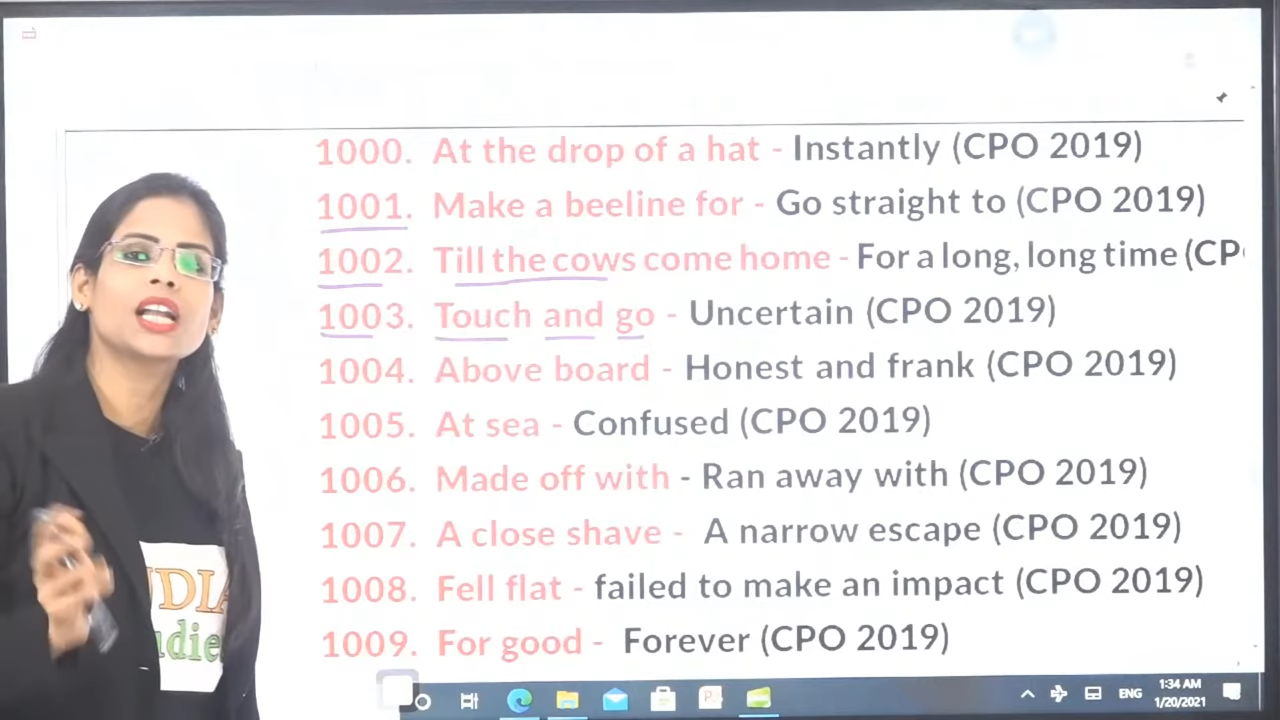 1000. At the drop of a hat - Instantly (CPO 2019)
1001. Make a beeline for - Go straight to (CPO 2019)
1002. Till the cows come home - For a long, long time (CP
1003. Touch and go - Uncertain (CPO 2019)
1004. Above board - Honest and frank (CPO 2019)
1005. At sea - Confused (CPO 2019)
1006. Made off with - Ran away with (CPO 2019)
1007. A close shave - A narrow escape (CPO 2019)
1008. Fell flat - failed to make an impact (CPO 2019)
1009. For good - Forever (CPO 2019)
NDIA
udies
ENG
1:34 AM
1/20/2021